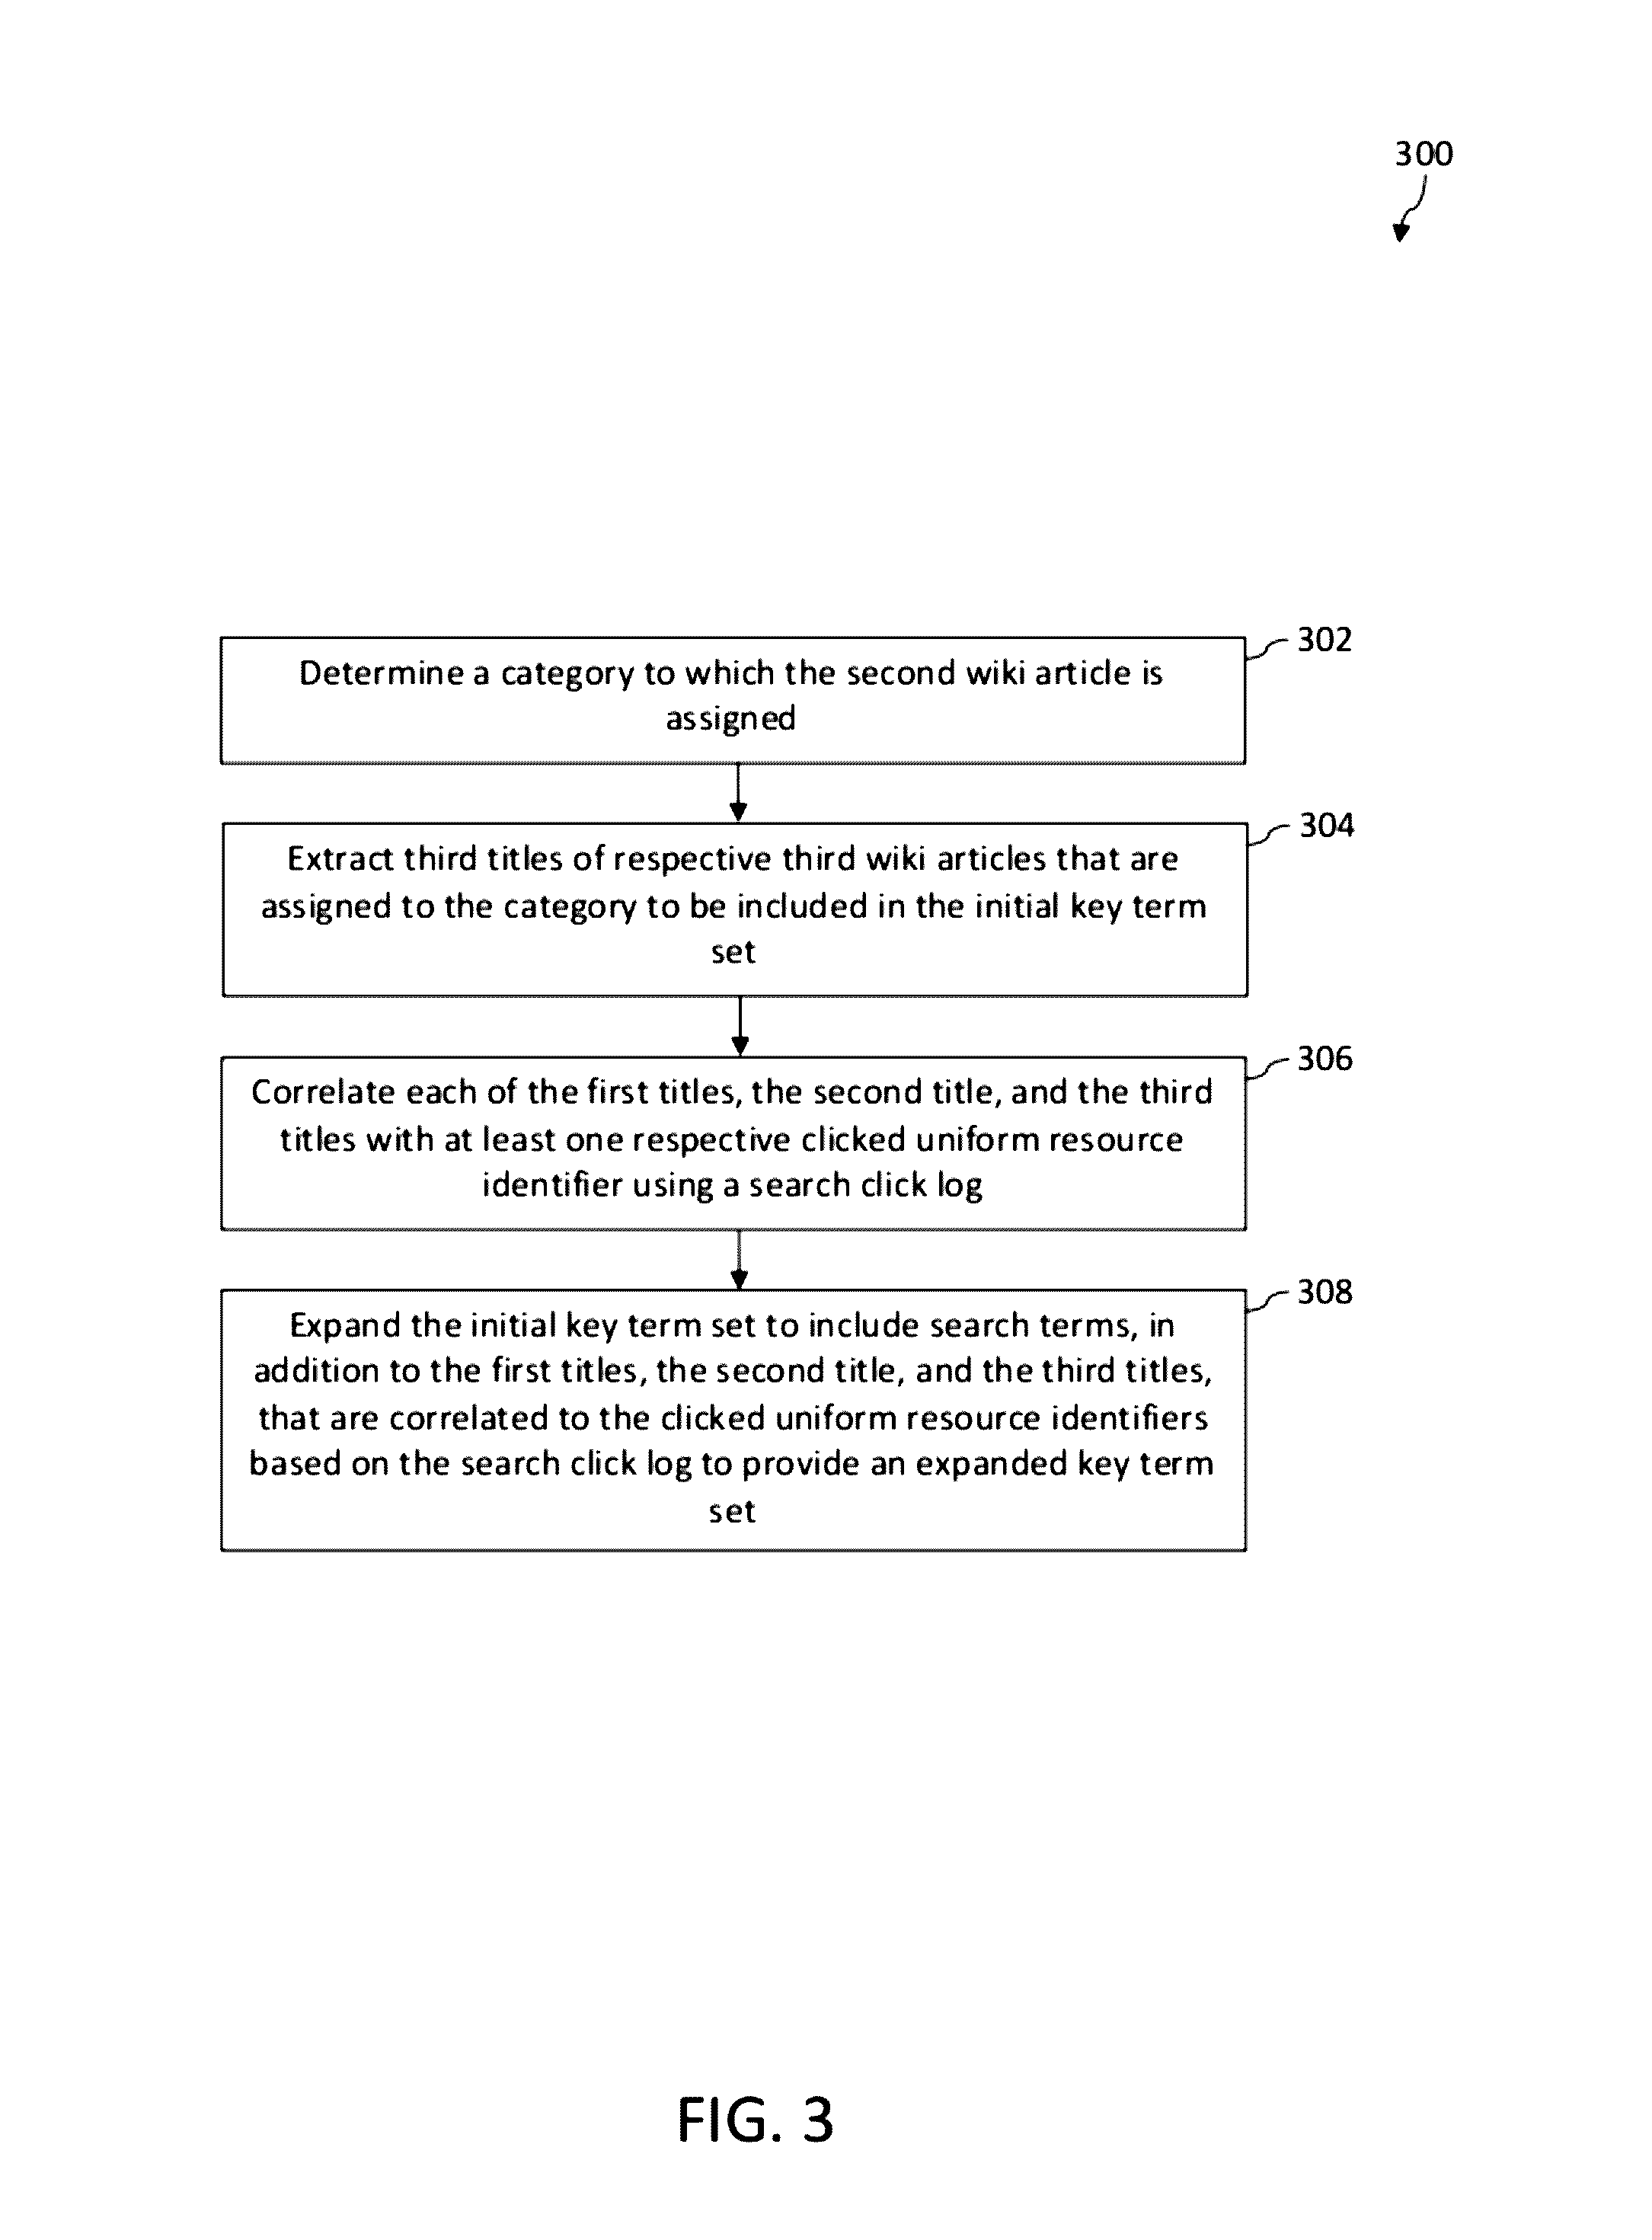 300
302
Determine a category to which the second wiki article is
assigned
304
Extract third titles of respective third wiki articles that are
assigned to the category to be included in the initial key term
set
306
Correlate each of the first titles, the second title, and the third
titles with at least one respective clicked uniform resource
identifier using a search click log
308
Expand the initial key term set to include search terms, in
addition to the first titles, the second title, and the third titles,
that are correlated to the clicked uniform resource identifiers
based on the search click log to provide an expanded key term
set
FIG. 3